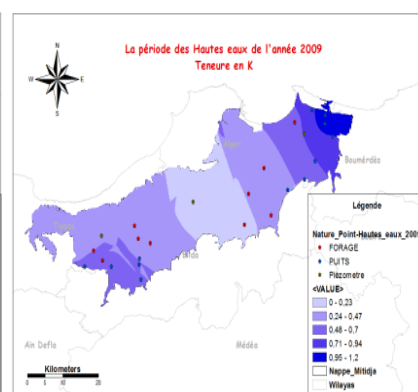 La période des Hautes eaux de l'année 2009
Teneure en K
N
W
E
S
Alger
Boumérdès
Blida
Ain Defla
Médéa
Kilometers
0 5 10 20
Légende
Nature_Point-Hautes_eaux_2009
FORAGE
PUITS
Piézometre
<VALUE>
0 - 0,23
0,24 - 0,47
0,48 - 0,7
0,71 - 0,94
0,95 - 1,2
Nappe_Mitidja
Wilayas